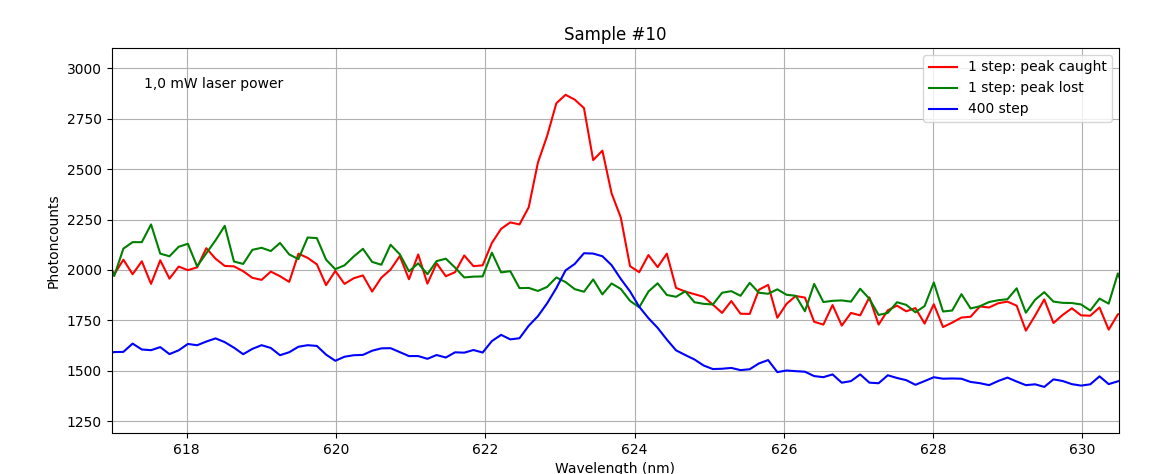 Sample #10
3000
2750
2500
2250
2000
1750
1500
1250
Photoncounts
1,0 mW laser power
1 step: peak caught
1 step: peak lost
400 step
618 620 622 624 626 628 630
Wavelength (nm)